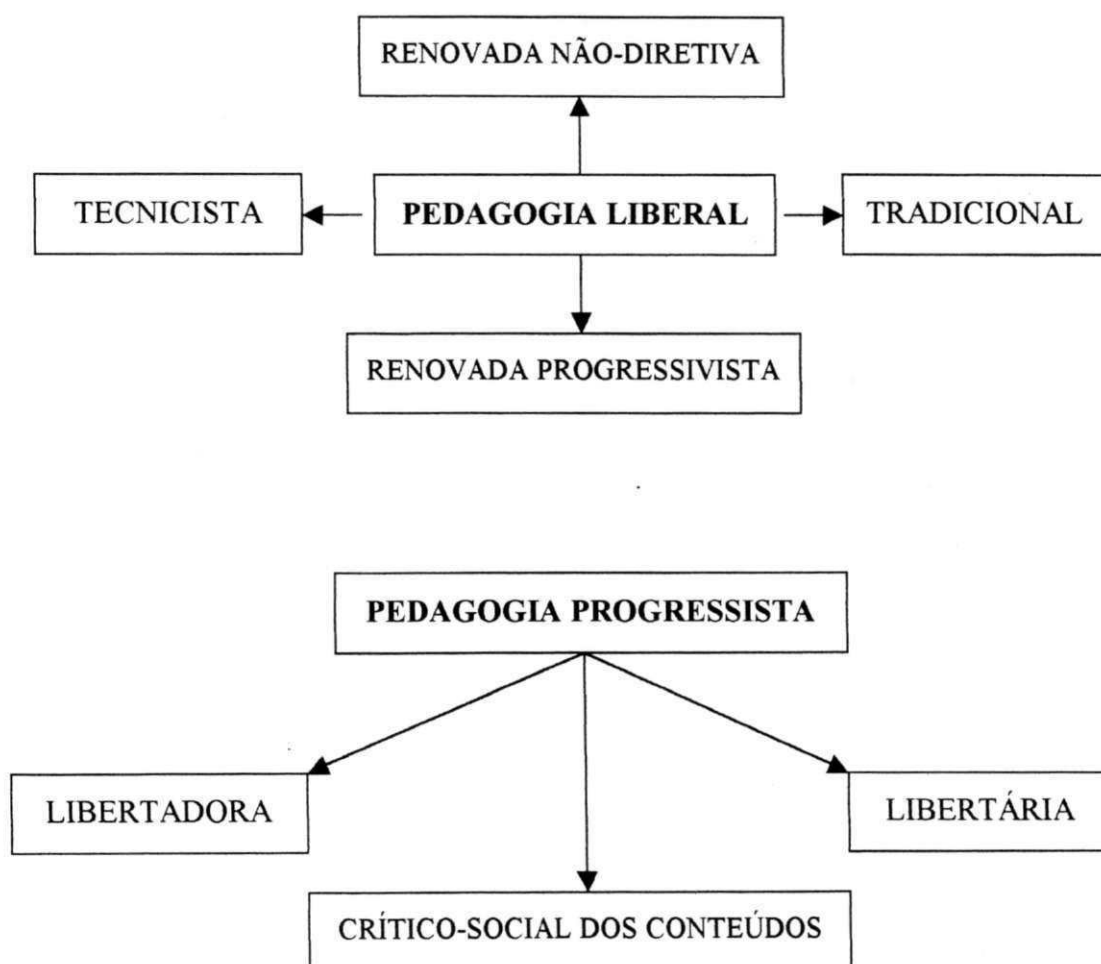 RENOVADA NÃO-DIRETIVA
TECNICISTA
PEDAGOGIA LIBERAL
TRADICIONAL
RENOVADA PROGRESSIVISTA
PEDAGOGIA PROGRESSISTA
LIBERTADORA
LIBERTÁRIA
CRÍTICO-SOCIAL DOS CONTEÚDOS